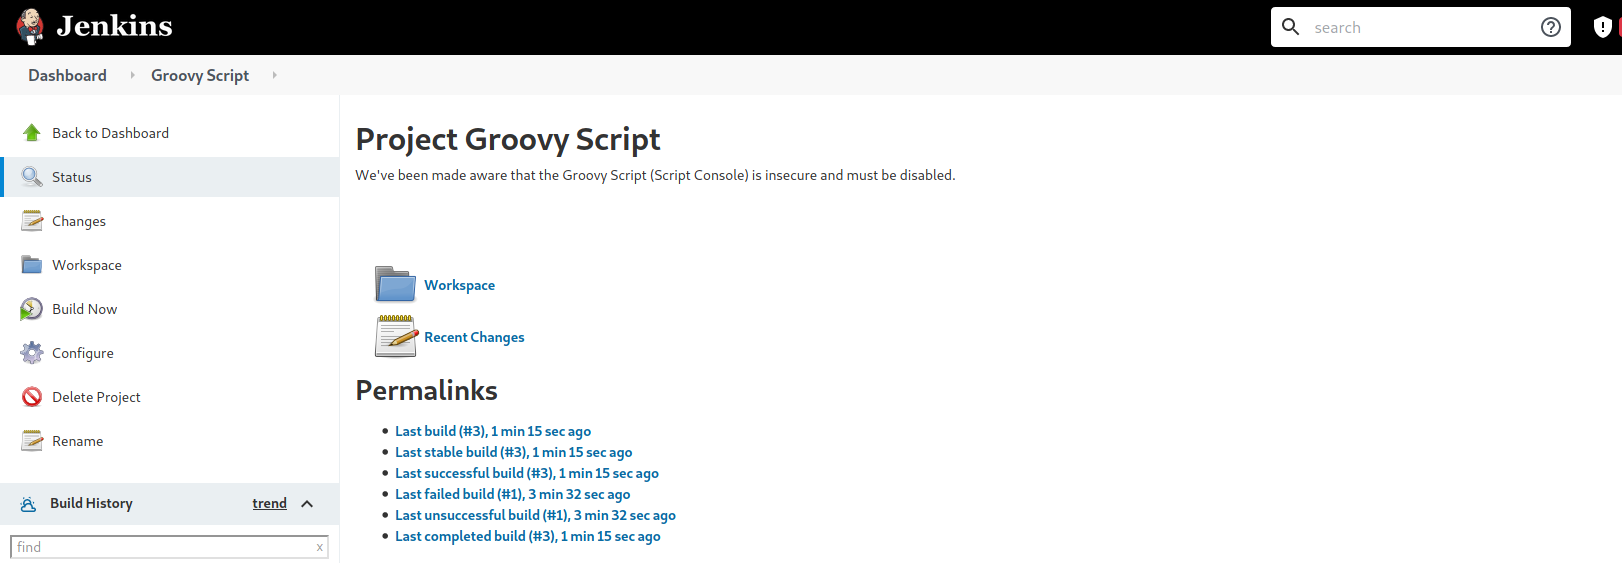 Jenkins
search
Dashboard Groovy Script
Back to Dashboard
Status
Changes
Workspace
Build Now
Configure
Delete Project
Rename
Build History trend
find x
Project Groovy Script
We've been made aware that the Groovy Script (Script Console) is insecure and must be disabled.
Workspace
Recent Changes
Permalinks
Last build (#3), 1 min 15 sec ago
Last stable build (#3), 1 min 15 sec ago
Last successful build (#3), 1 min 15 sec ago
Last failed build (#1), 3 min 32 sec ago
Last unsuccessful build (#1), 3 min 32 sec ago
Last completed build (#3), 1 min 15 sec ago